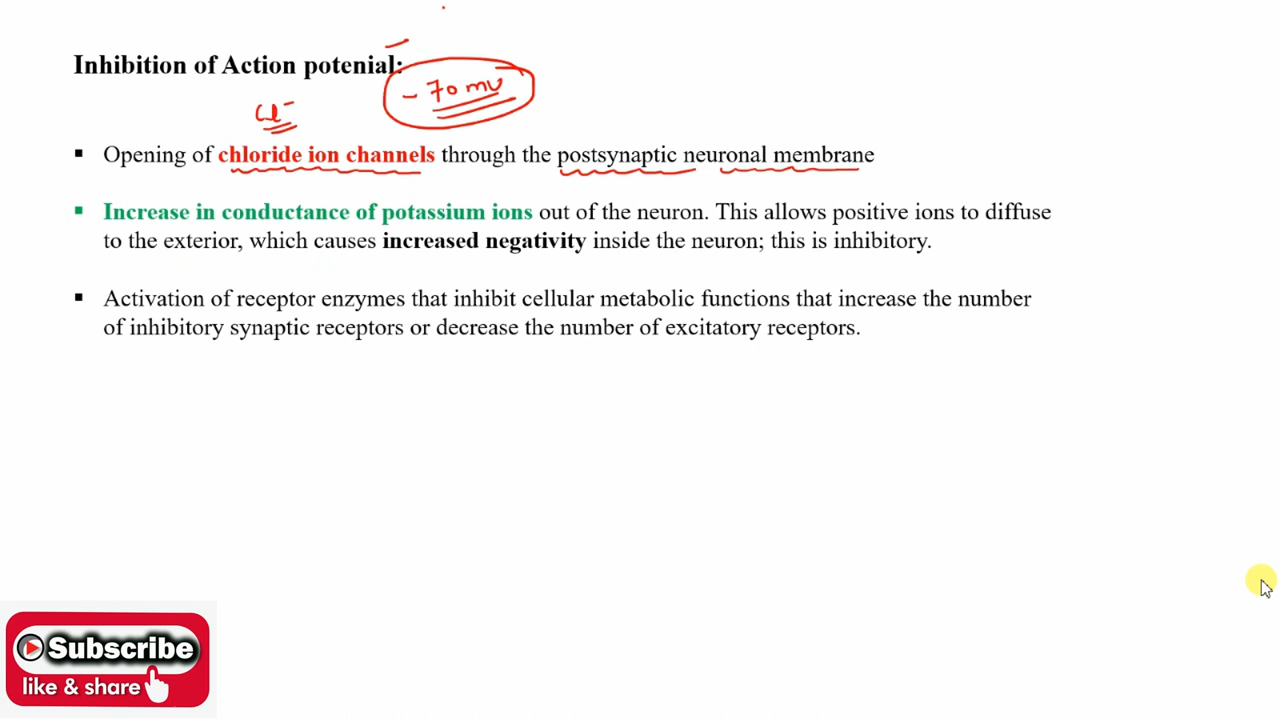 Inhibition of Action potenial:
- 70 mv
Cl-
▪ Opening of chloride ion channels through the postsynaptic neuronal membrane
▪ Increase in conductance of potassium ions out of the neuron. This allows positive ions to diffuse
to the exterior, which causes increased negativity inside the neuron; this is inhibitory.
▪ Activation of receptor enzymes that inhibit cellular metabolic functions that increase the number
of inhibitory synaptic receptors or decrease the number of excitatory receptors.
Subscribe
like & share